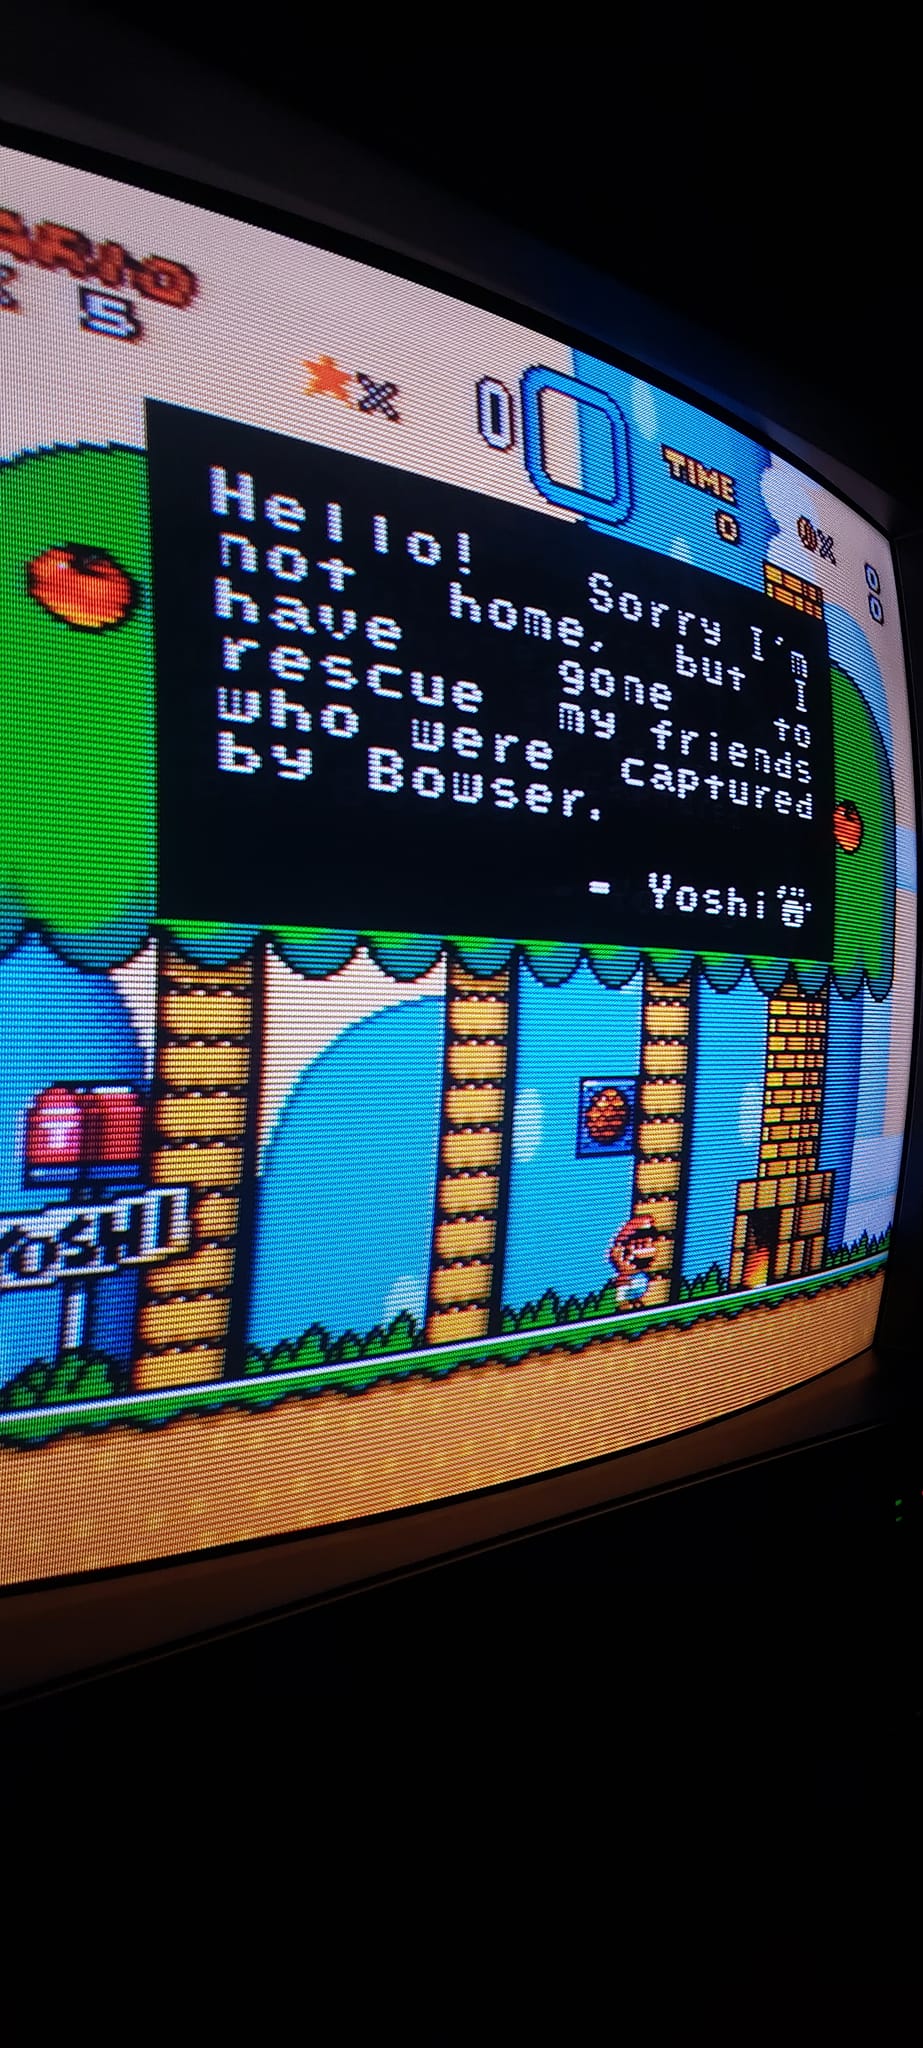 ARIO
x 5
x 0
TIME
0
x 0
0
Hello! Sorry I'm
not home, but I
have gone to
rescue my friends
who were captured
by Bowser.
- Yoshi
YOSHI